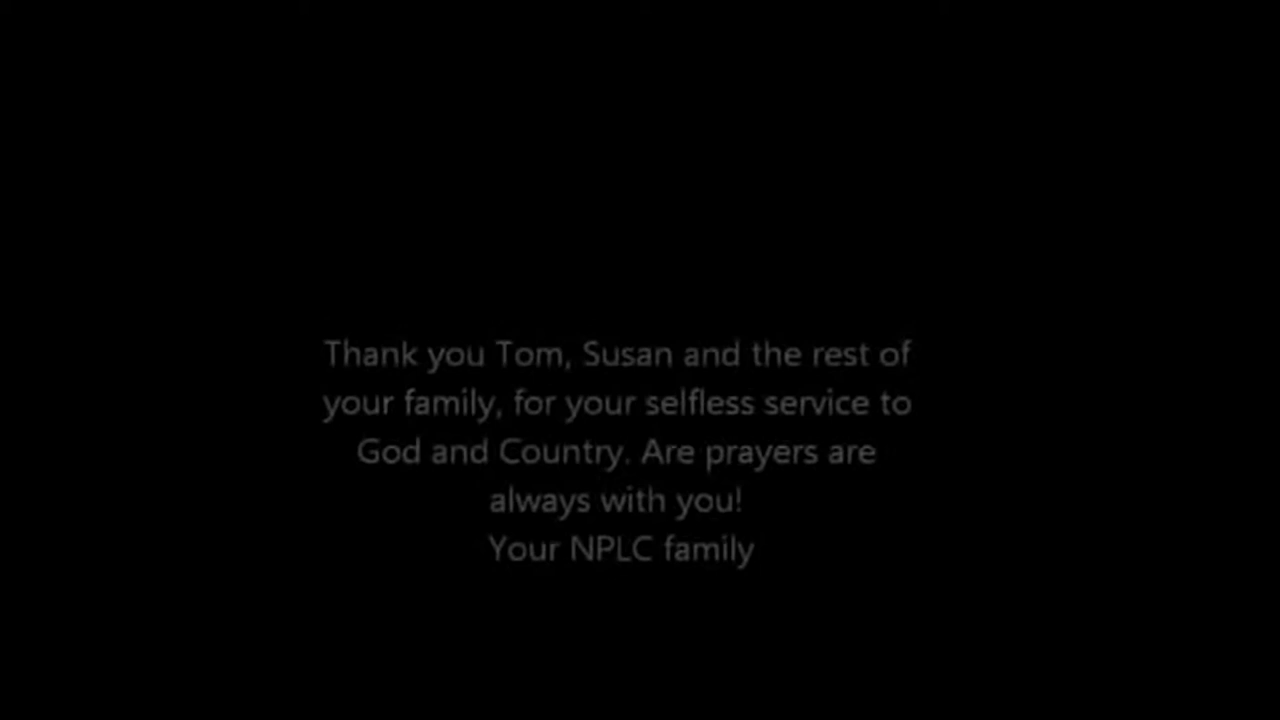 Thank you Tom, Susan and the rest of
your family, for your selfless service to
God and Country. Are prayers are
always with you!
Your NPLC family